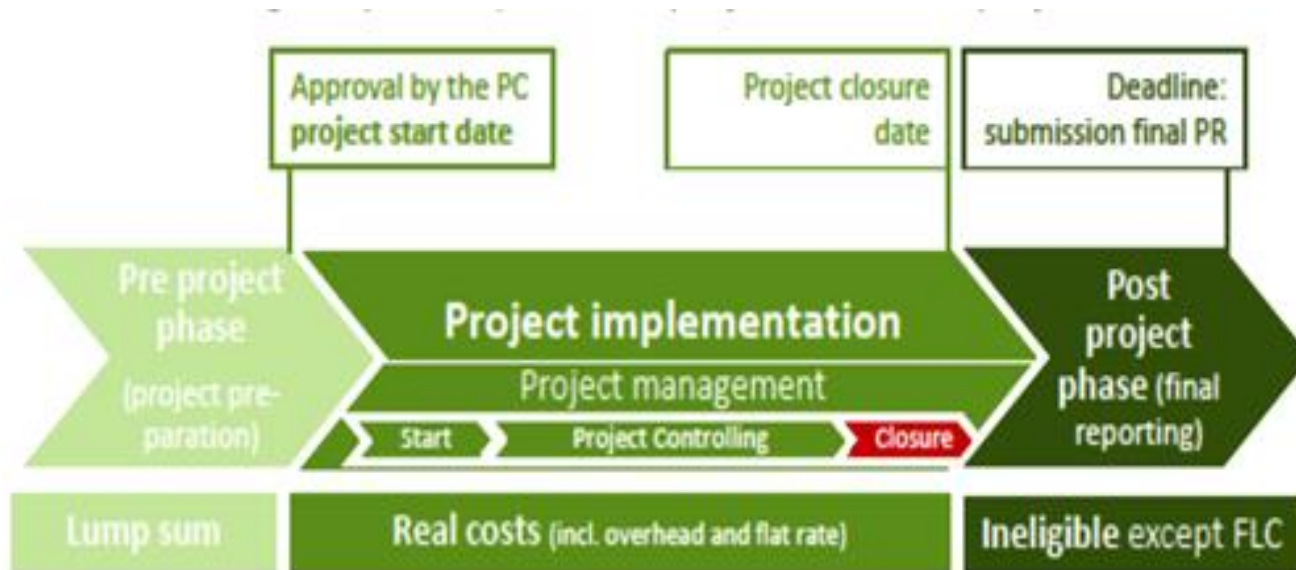 Approval by the PC
project start date
Project closure
date
Deadline:
submission final PR
Pre project
phase
(project pre-
paration)
Project implementation
Project management
Start
Project Controlling
Closure
Post
project
phase (final
reporting)
Lump sum
Real costs (incl. overhead and flat rate)
Ineligible except FLC